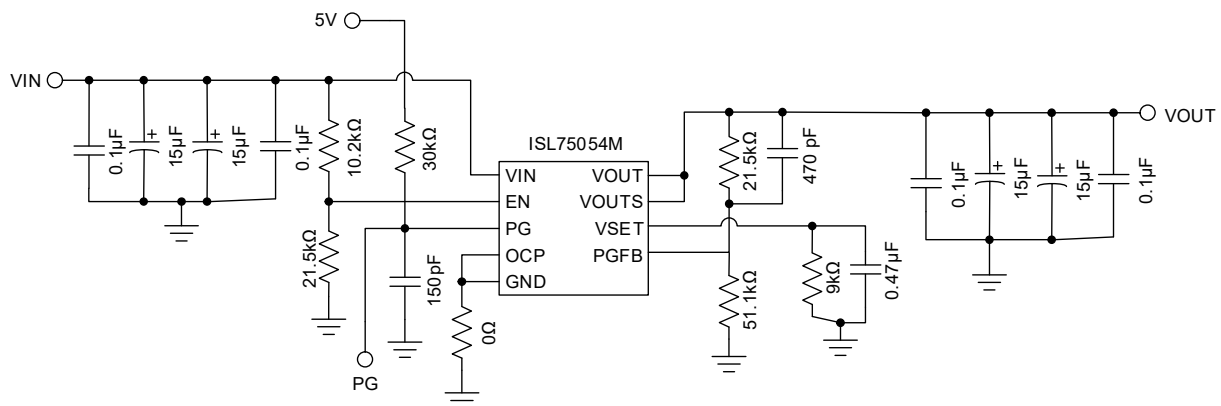 5V
VIN
0.1µF
15µF
15µF
0.1µF
10.2kΩ
30kΩ
21.5kΩ
150pF
0Ω
PG
ISL75054M
VIN
EN
PG
OCP
GND
VOUT
VOUTS
VSET
PGFB
21.5kΩ
470 pF
51.1kΩ
9kΩ
0.47µF
0.1µF
15µF
15µF
0.1µF
VOUT
+
+
+
+